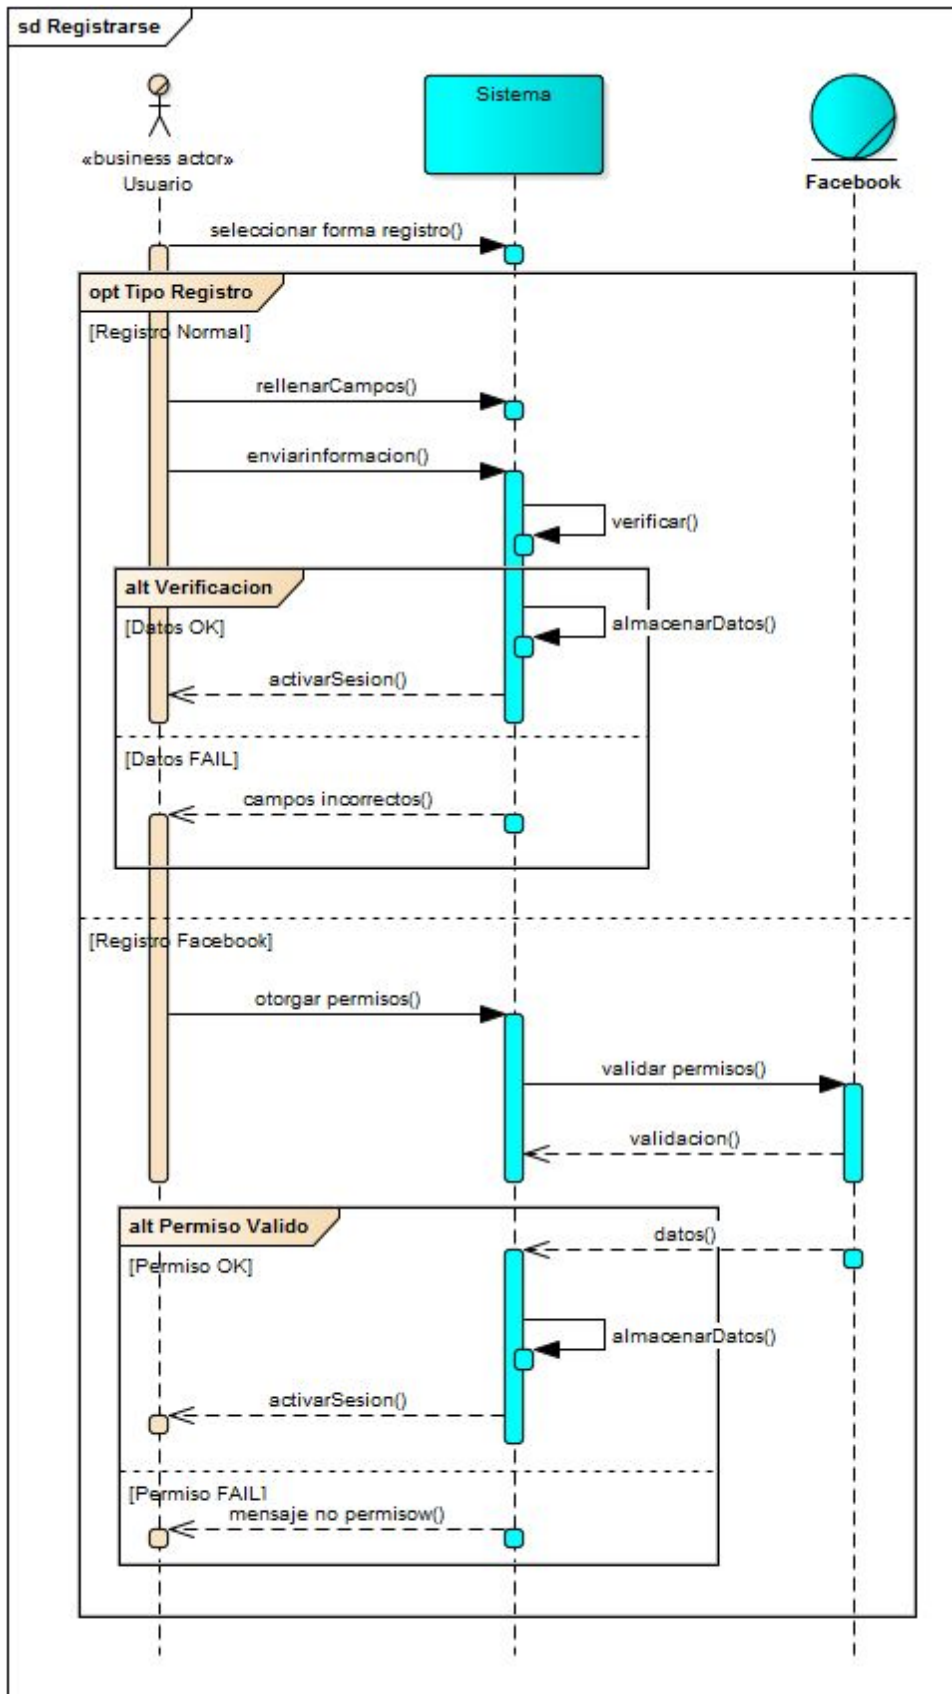 sd Registrarse
«business actor»
Usuario
Sistema
Facebook
seleccionar forma registro()
opt Tipo Registro
[Registro Normal]
rellenarCampos()
enviarinformacion()
verificar()
alt Verificacion
[Datos OK]
almacenarDatos()
activarSesion()
[Datos FAIL]
campos incorrectos()
[Registro Facebook]
otorgar permisos()
validar permisos()
validacion()
alt Permiso Valido
datos()
[Permiso OK]
almacenarDatos()
activarSesion()
[Permiso FAIL]
mensaje no permisow()